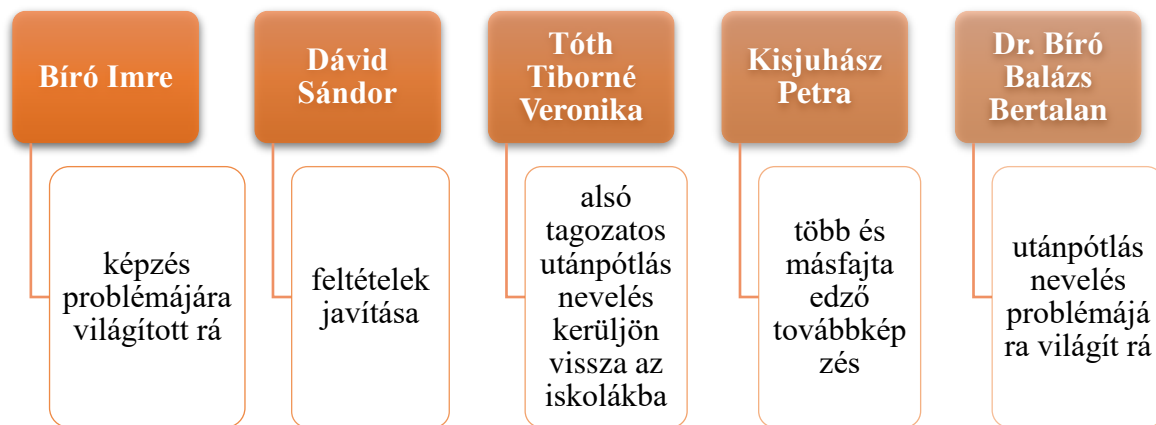 Bíró Imre
képzés
problémájára
világított rá
Dávid
Sándor
feltételek
javítása
Tóth
Tiborné
Veronika
alsó
tagozatos
utánpótlás
nevelés
kerüljön
vissza az
iskolákba
Kisjuhász
Petra
több és
másfajta
edző
továbbkép
zés
Dr. Bíró
Balázs
Bertalan
utánpótlás
nevelés
problémájá
ra világít rá